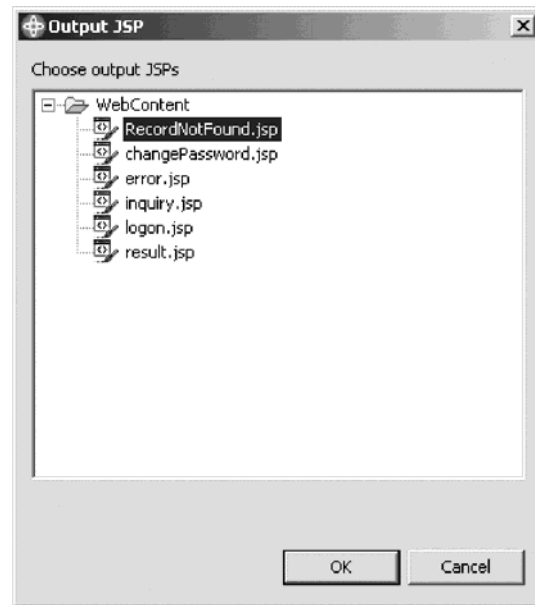 Output JSP
Choose output JSPs
WebContent
RecordNotFound.jsp
changePassword.jsp
error.jsp
inquiry.jsp
logon.jsp
result.jsp
OK Cancel